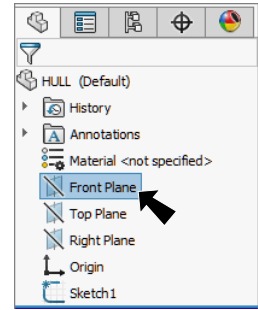 HULL (Default)
History
Annotations
Material <not specified>
Front Plane
Top Plane
Right Plane
Origin
Sketch1